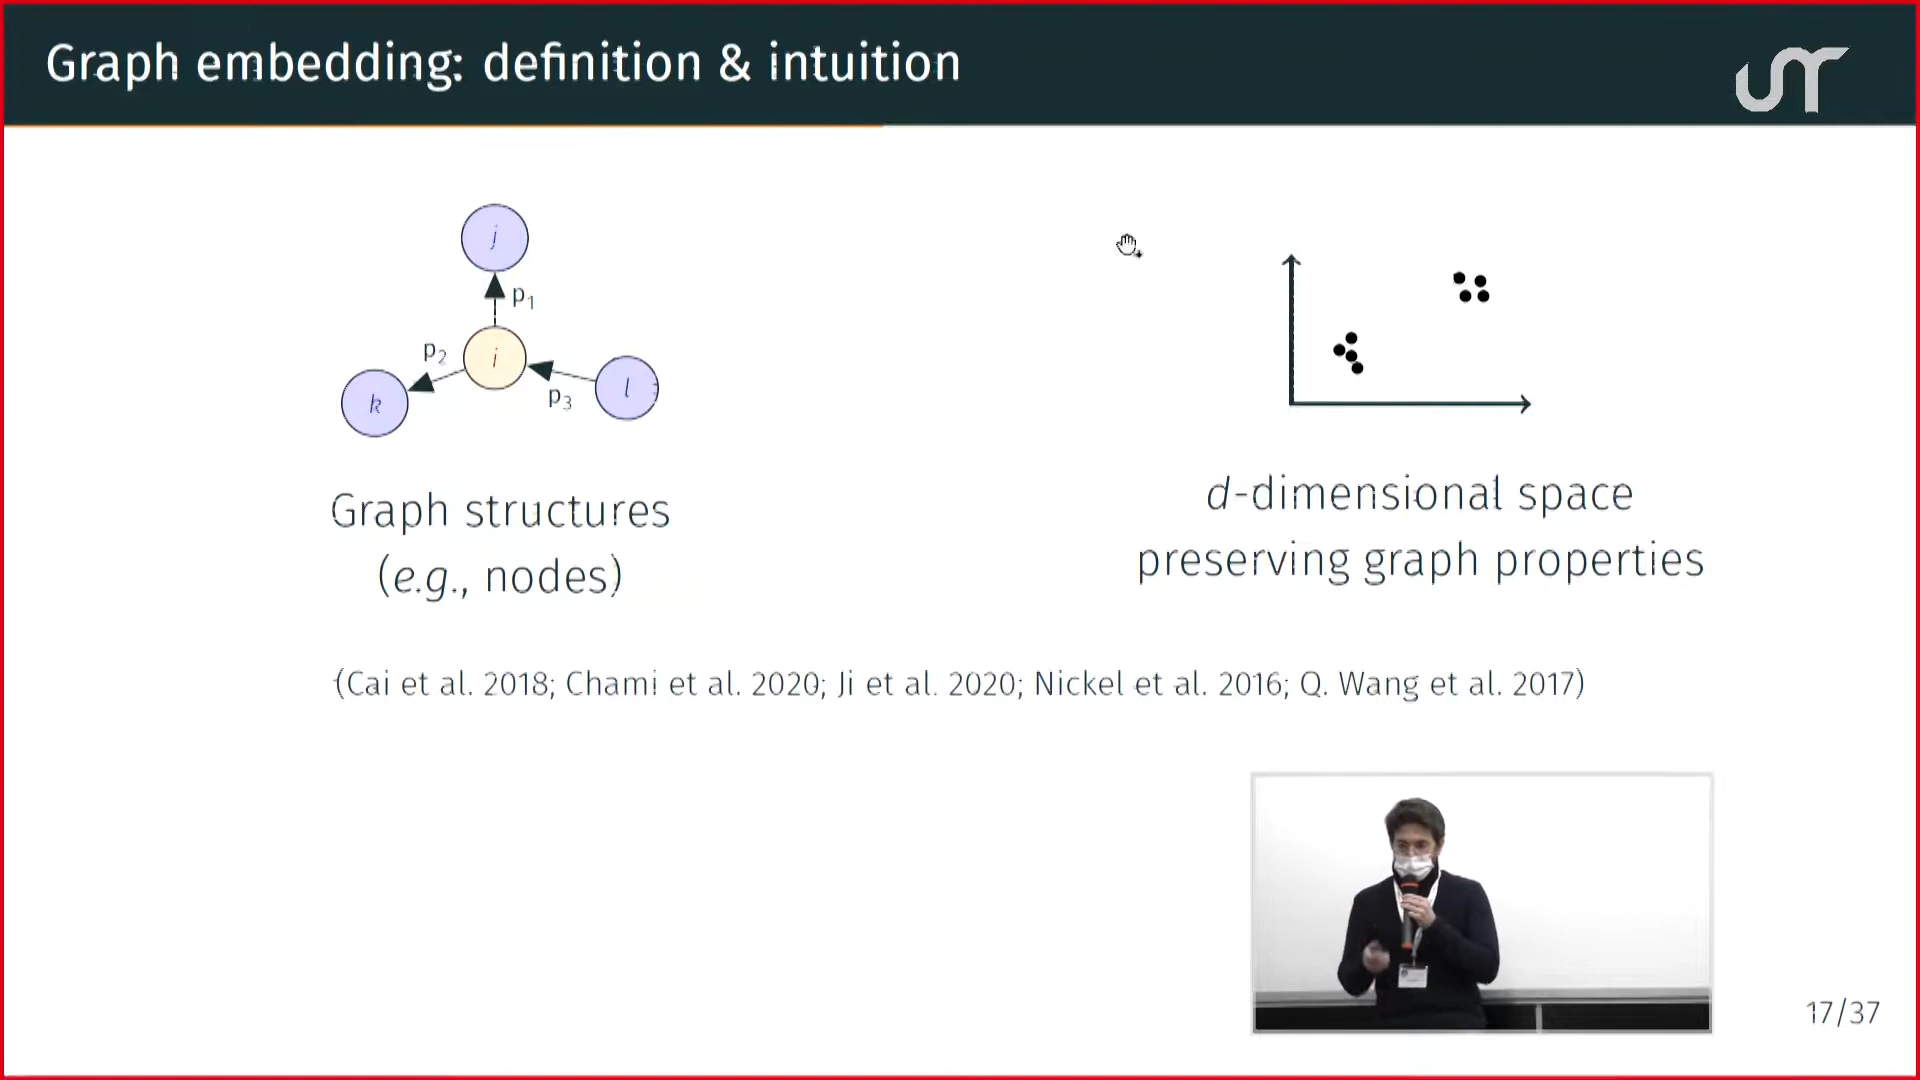 Graph embedding: definition & intuition
j
p1
i
p2
k
p3
l
Graph structures
(e.g., nodes)
d-dimensional space
preserving graph properties
(Cai et al. 2018; Chami et al. 2020; Ji et al. 2020; Nickel et al. 2016; Q. Wang et al. 2017)
17/37